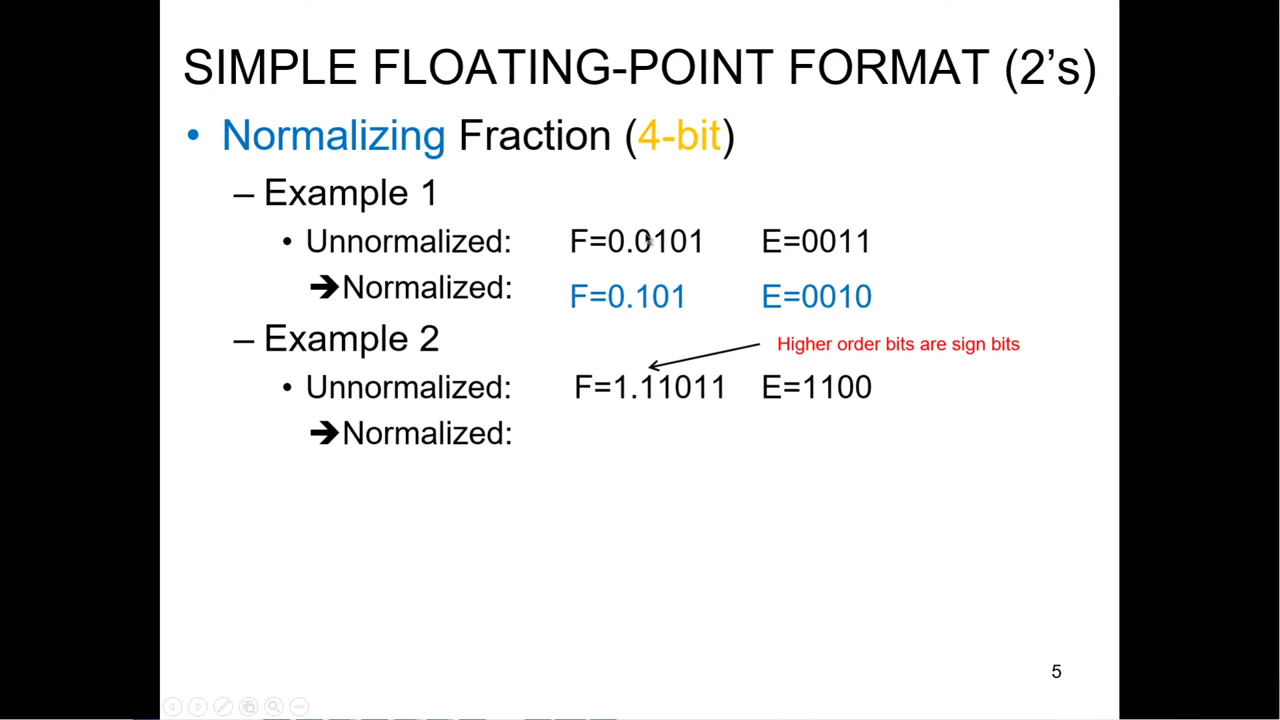 SIMPLE FLOATING-POINT FORMAT (2’s)
• Normalizing Fraction (4-bit)
– Example 1
• Unnormalized: F=0.0101 E=0011
➔Normalized: F=0.101 E=0010
– Example 2
Higher order bits are sign bits
• Unnormalized: F=1.11011 E=1100
➔Normalized:
5